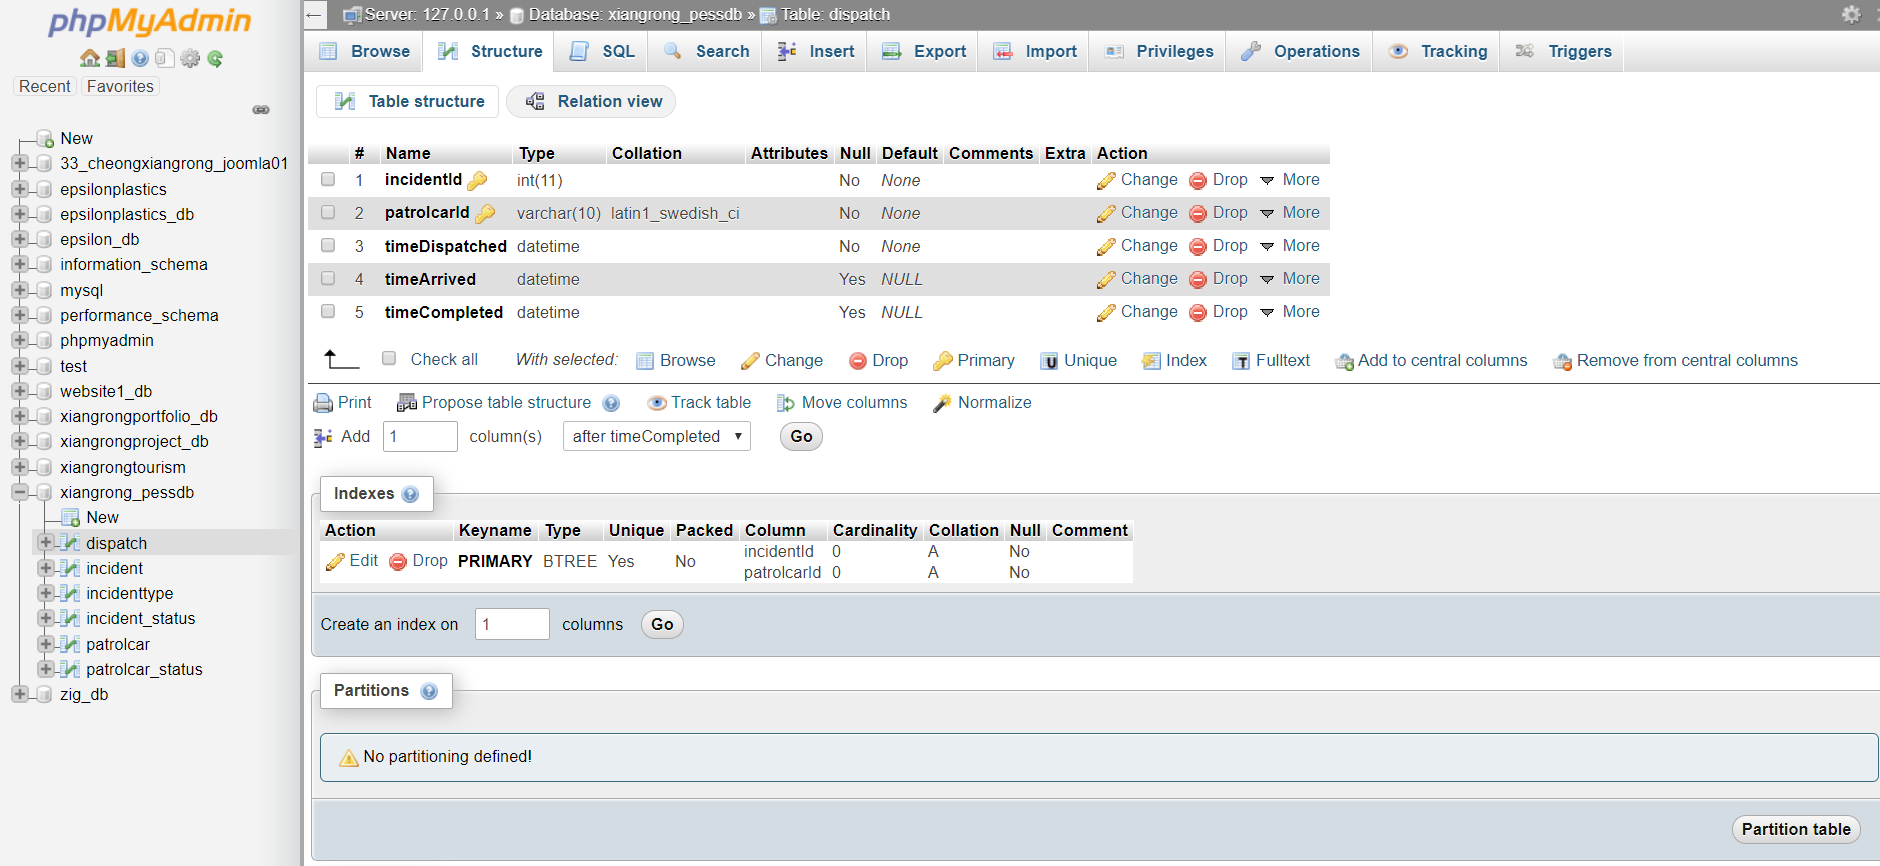 phpMyAdmin
Recent Favorites
New
33_cheongxiangrong_joomla01
epsilonplastics
epsilonplastics_db
epsilon_db
information_schema
mysql
performance_schema
phpmyadmin
test
website1_db
xiangrongportfolio_db
xiangrongproject_db
xiangrongtourism
xiangrong_pessdb
New
dispatch
incident
incidenttype
incident_status
patrolcar
patrolcar_status
zig_db
Server: 127.0.0.1 » Database: xiangrong_pessdb » Table: dispatch
Browse Structure SQL Search Insert Export Import Privileges Operations Tracking Triggers
Table structure Relation view
# Name Type Collation Attributes Null Default Comments Extra Action
1 incidentId int(11) No None Change Drop More
2 patrolcarId varchar(10) latin1_swedish_ci No None Change Drop More
3 timeDispatched datetime No None Change Drop More
4 timeArrived datetime Yes NULL Change Drop More
5 timeCompleted datetime Yes NULL Change Drop More
Check all With selected: Browse Change Drop Primary U Unique Index T Fulltext Add to central columns Remove from central columns
Print Propose table structure Track table Move columns Normalize
Add 1 column(s) after timeCompleted Go
Indexes
Action Keyname Type Unique Packed Column Cardinality Collation Null Comment
Edit Drop PRIMARY BTREE Yes No incidentId 0 A No
patrolcarId 0 A No
Create an index on 1 columns Go
Partitions
No partitioning defined!
Partition table